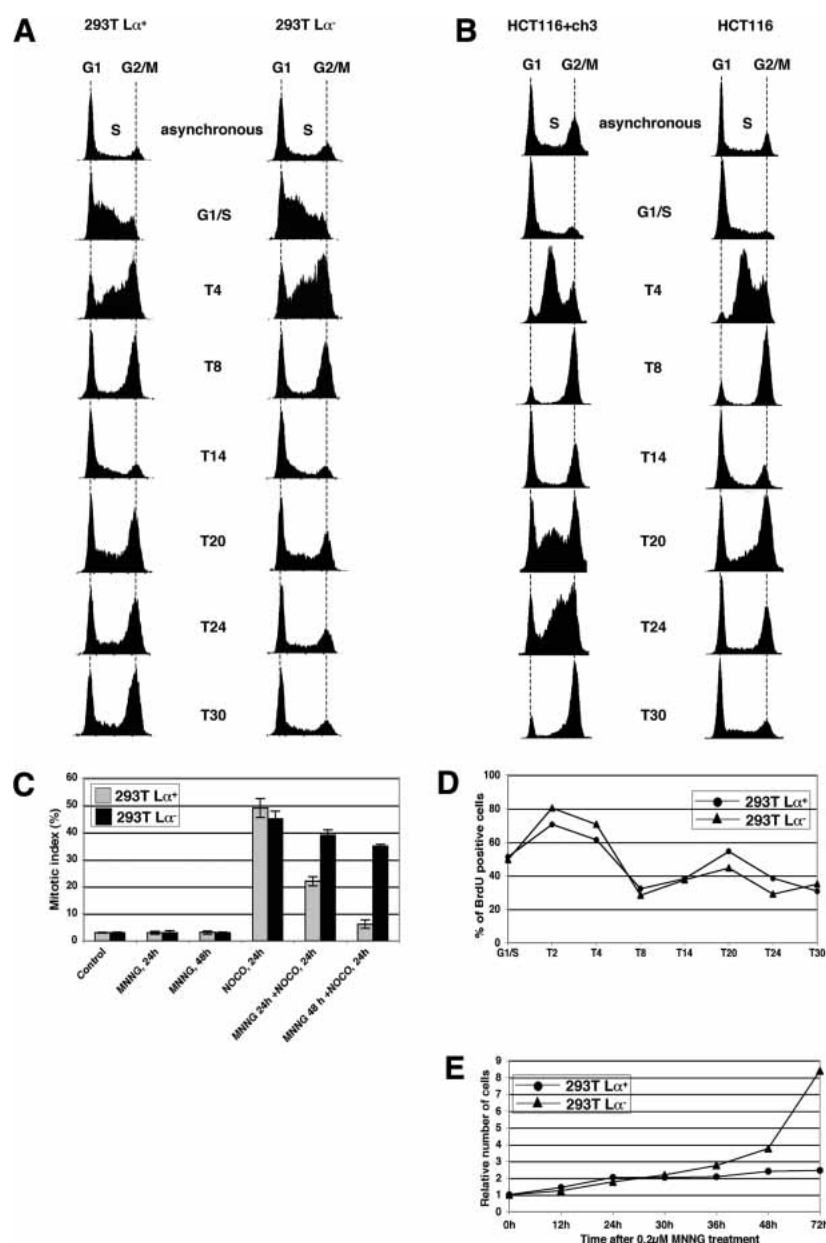 A
293T Lα⁺
293T Lα⁻
G1 G2/M
G1 G2/M
S
asynchronous
S
G1/S
T4
T8
T14
T20
T24
T30
B
HCT116+ch3
HCT116
G1 G2/M
G1 G2/M
S
asynchronous
S
G1/S
T4
T8
T14
T20
T24
T30
C
Mitotic index (%)
60
50
40
30
20
10
0
293T Lα⁺
293T Lα⁻
Control
MNNG, 24h
MNNG, 48h
NOCO, 24h
MNNG 24h +NOCO, 24h
MNNG 48 h +NOCO, 24h
D
% of BrdU positive cells
100
80
60
40
20
0
293T Lα⁺
293T Lα⁻
G1/S T2 T4 T8 T14 T20 T24 T30
E
Relative number of cells
9
8
7
6
5
4
3
2
1
0
293T Lα⁺
293T Lα⁻
0h 12h 24h 30h 36h 48h 72h
Time after 0.2µM MNNG treatment